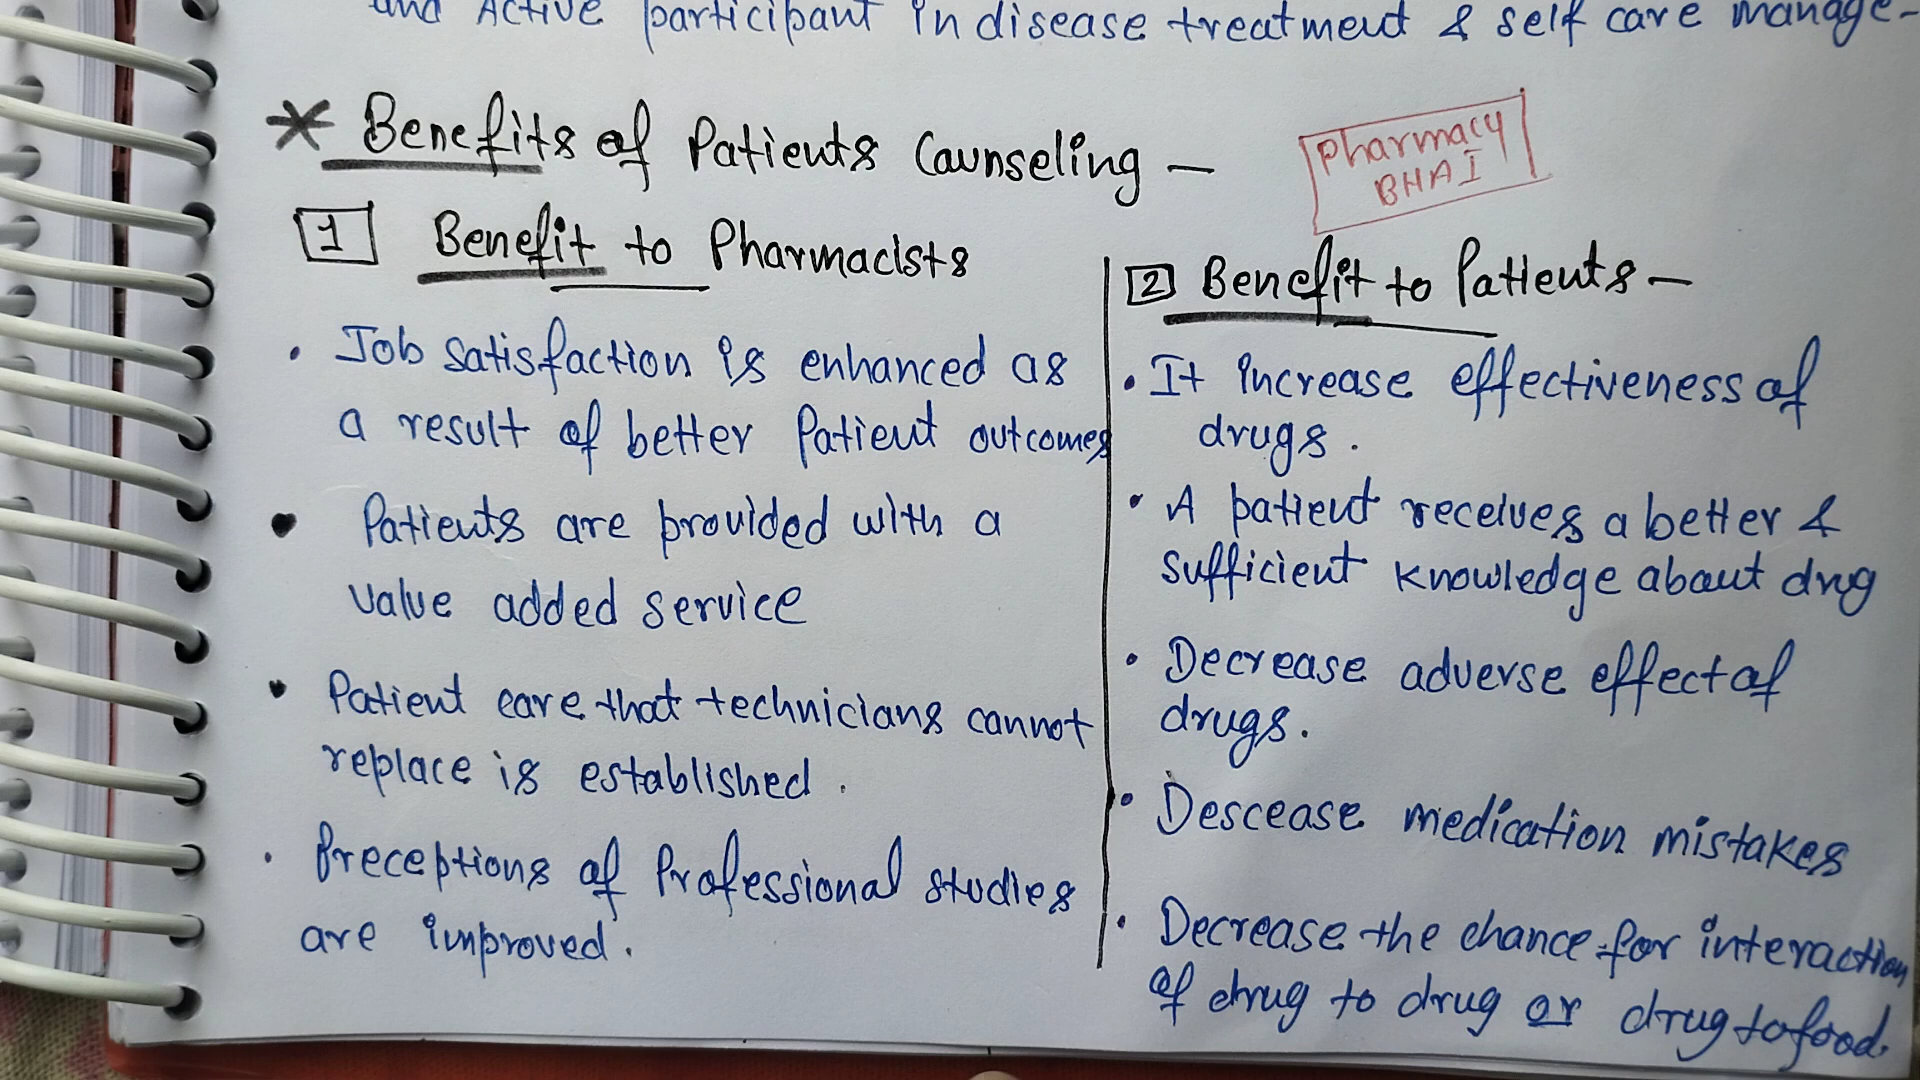 and Active participant in disease treatment & self care manage-
* Benefits of Patients Counseling —
Pharmacy
BHAI
1 Benefit to Pharmacists
• Job satisfaction is enhanced as
a result of better Patient outcomes
• Patients are provided with a
value added service
• Patient care that technicians cannot
replace is established.
• Preceptions of Professional studies
are improved.
2 Benefit to Patients —
• It increase effectiveness of
drugs.
• A patient receives a better &
sufficient knowledge about drug
• Decrease adverse effect of
drugs.
• Descease medication mistakes
• Decrease the chance for interaction
of drug to drug or drug to food.